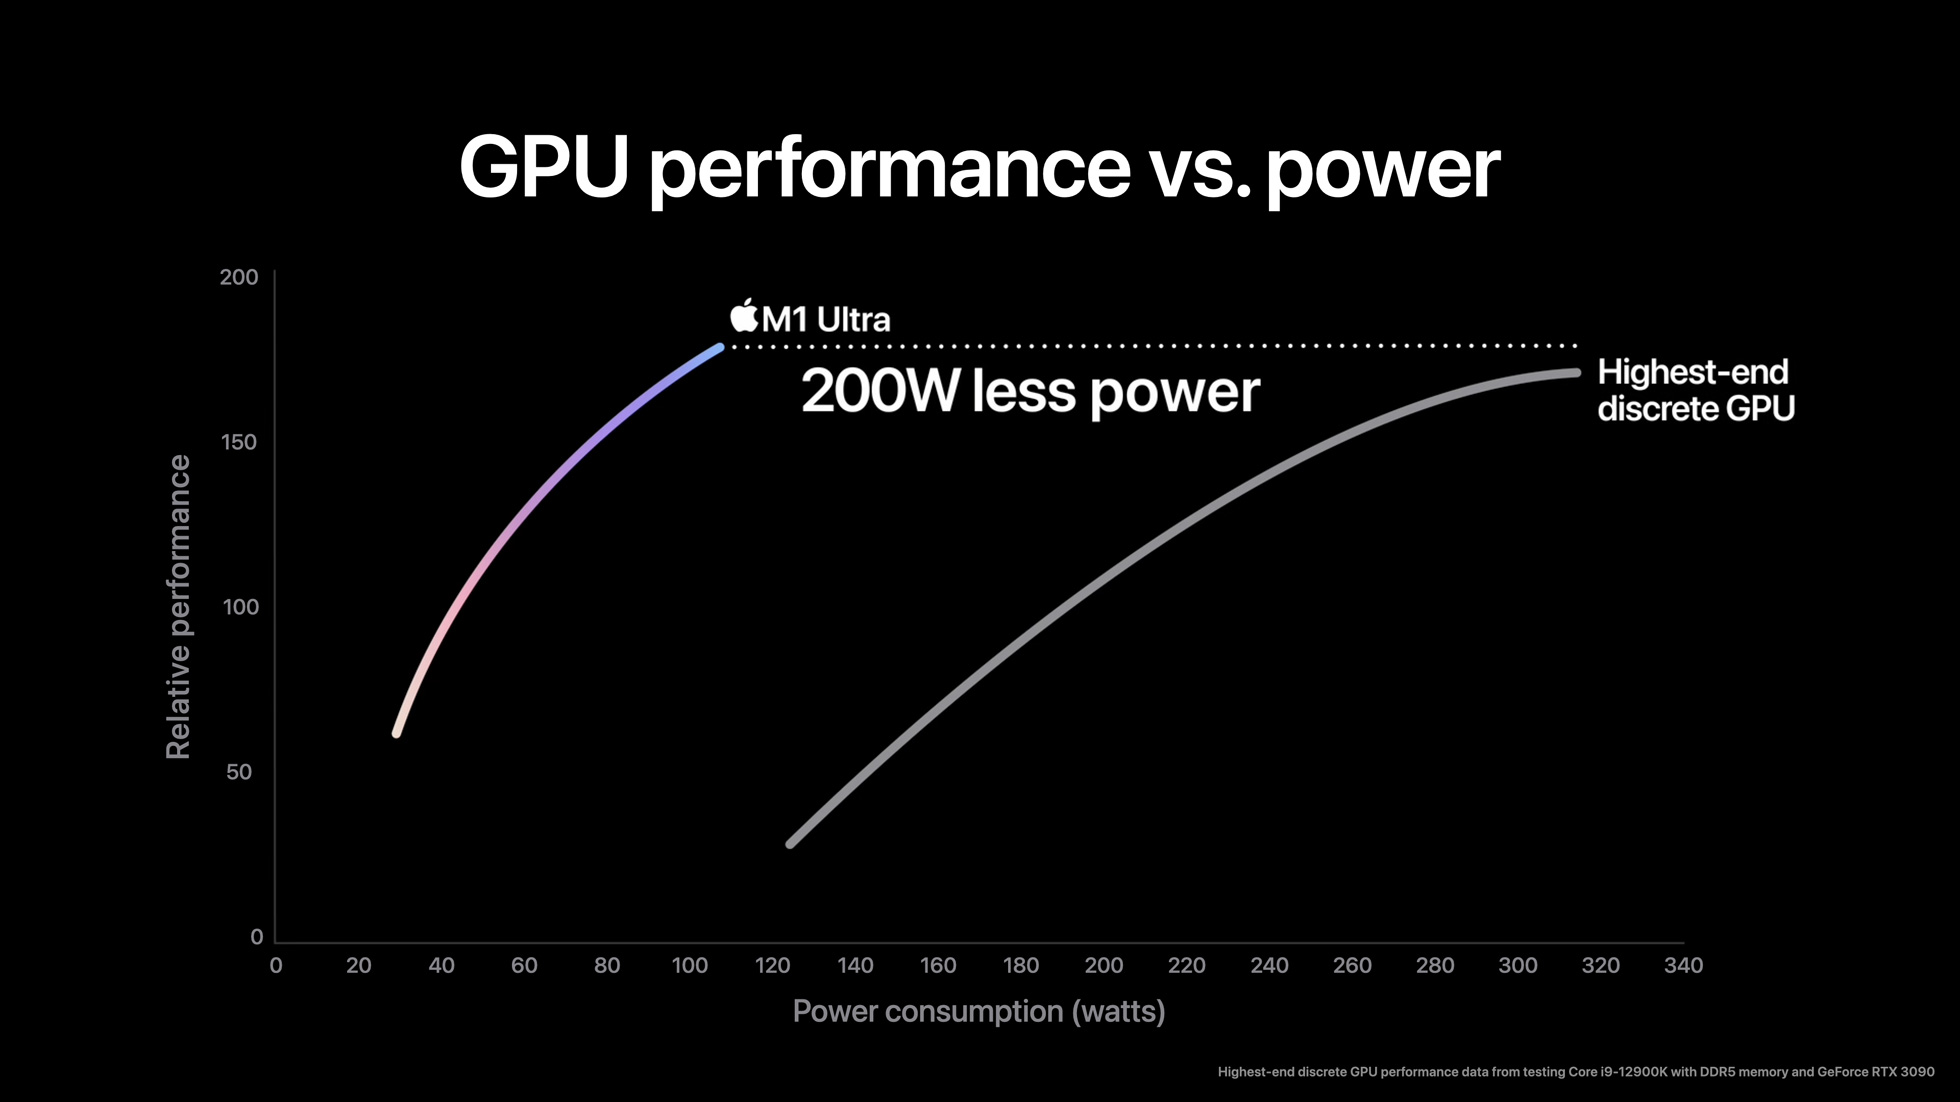 GPU performance vs. power
200
150
100
50
0
Relative performance
M1 Ultra
200W less power
Highest-end
discrete GPU
0 20 40 60 80 100 120 140 160 180 200 220 240 260 280 300 320 340
Power consumption (watts)
Highest-end discrete GPU performance data from testing Core i9-12900K with DDR5 memory and GeForce RTX 3090